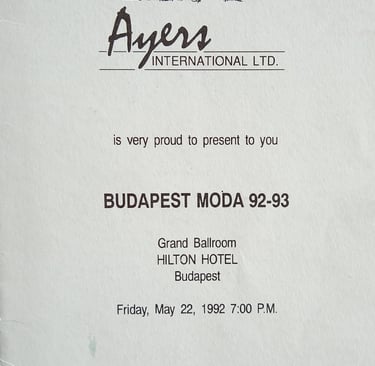 Ayers
INTERNATIONAL LTD.
is very proud to present to you
BUDAPEST MODA 92-93
Grand Ballroom
HILTON HOTEL
Budapest
Friday, May 22, 1992 7:00 P.M.